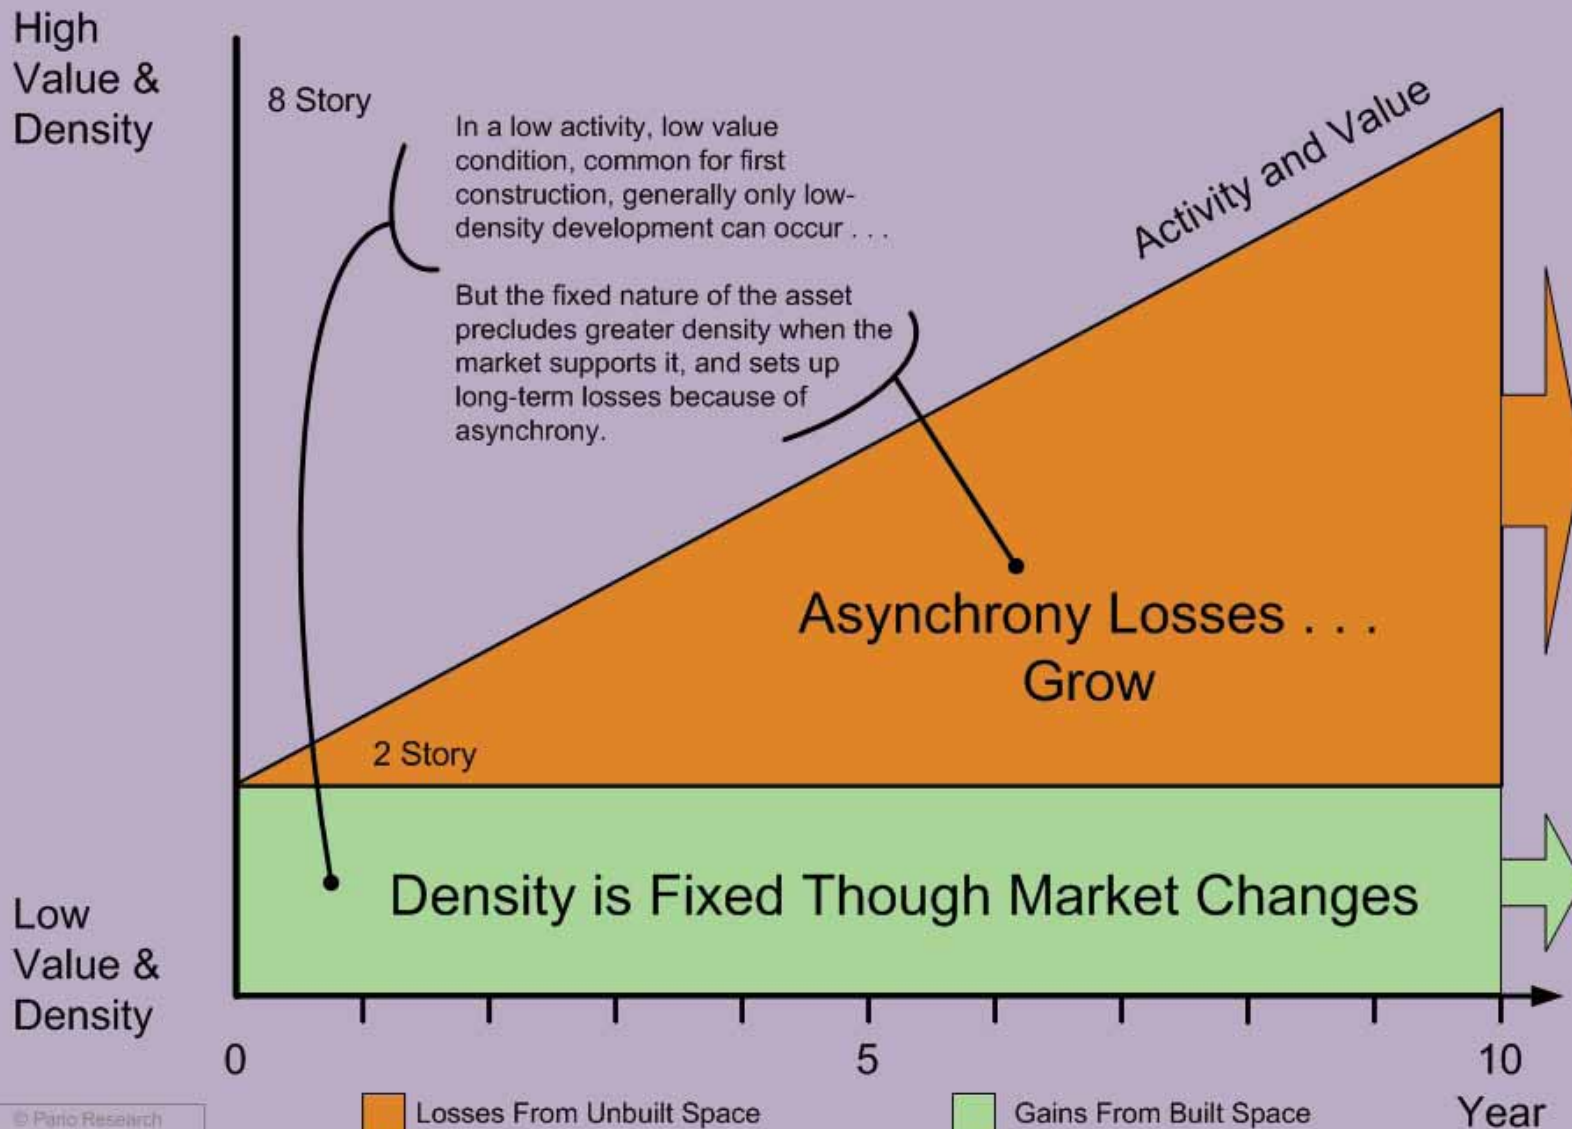 High
Value &
Density
8 Story
In a low activity, low value
condition, common for first
construction, generally only low-
density development can occur . . .
But the fixed nature of the asset
precludes greater density when the
market supports it, and sets up
long-term losses because of
asynchrony.
Activity and Value
Asynchrony Losses . . .
Grow
2 Story
Density is Fixed Though Market Changes
Low
Value &
Density
0
5
10
Year
Losses From Unbuilt Space
Gains From Built Space
© Pario Research